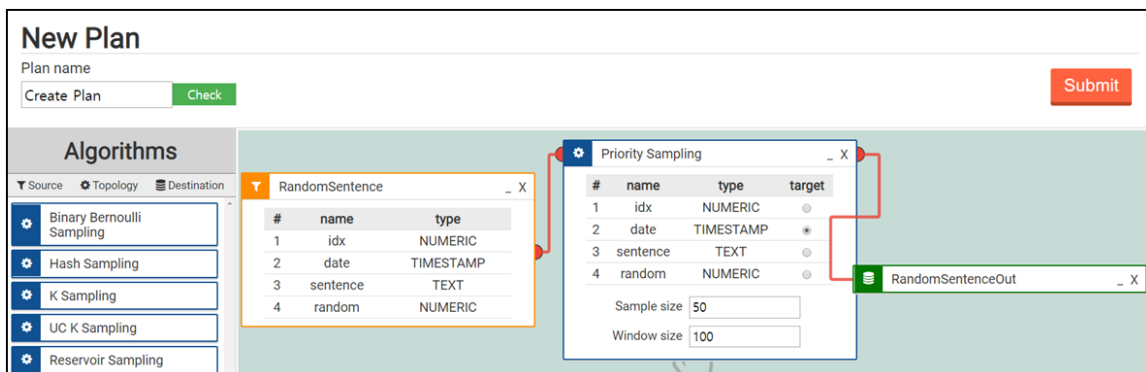 New Plan
Plan name
Create Plan
Check
Submit
Algorithms
Source Topology Destination
Binary Bernoulli
Sampling
Hash Sampling
K Sampling
UC K Sampling
Reservoir Sampling
RandomSentence _ X
# name type
1 idx NUMERIC
2 date TIMESTAMP
3 sentence TEXT
4 random NUMERIC
Priority Sampling _ X
# name type target
1 idx NUMERIC
2 date TIMESTAMP
3 sentence TEXT
4 random NUMERIC
Sample size 50
Window size 100
RandomSentenceOut _ X